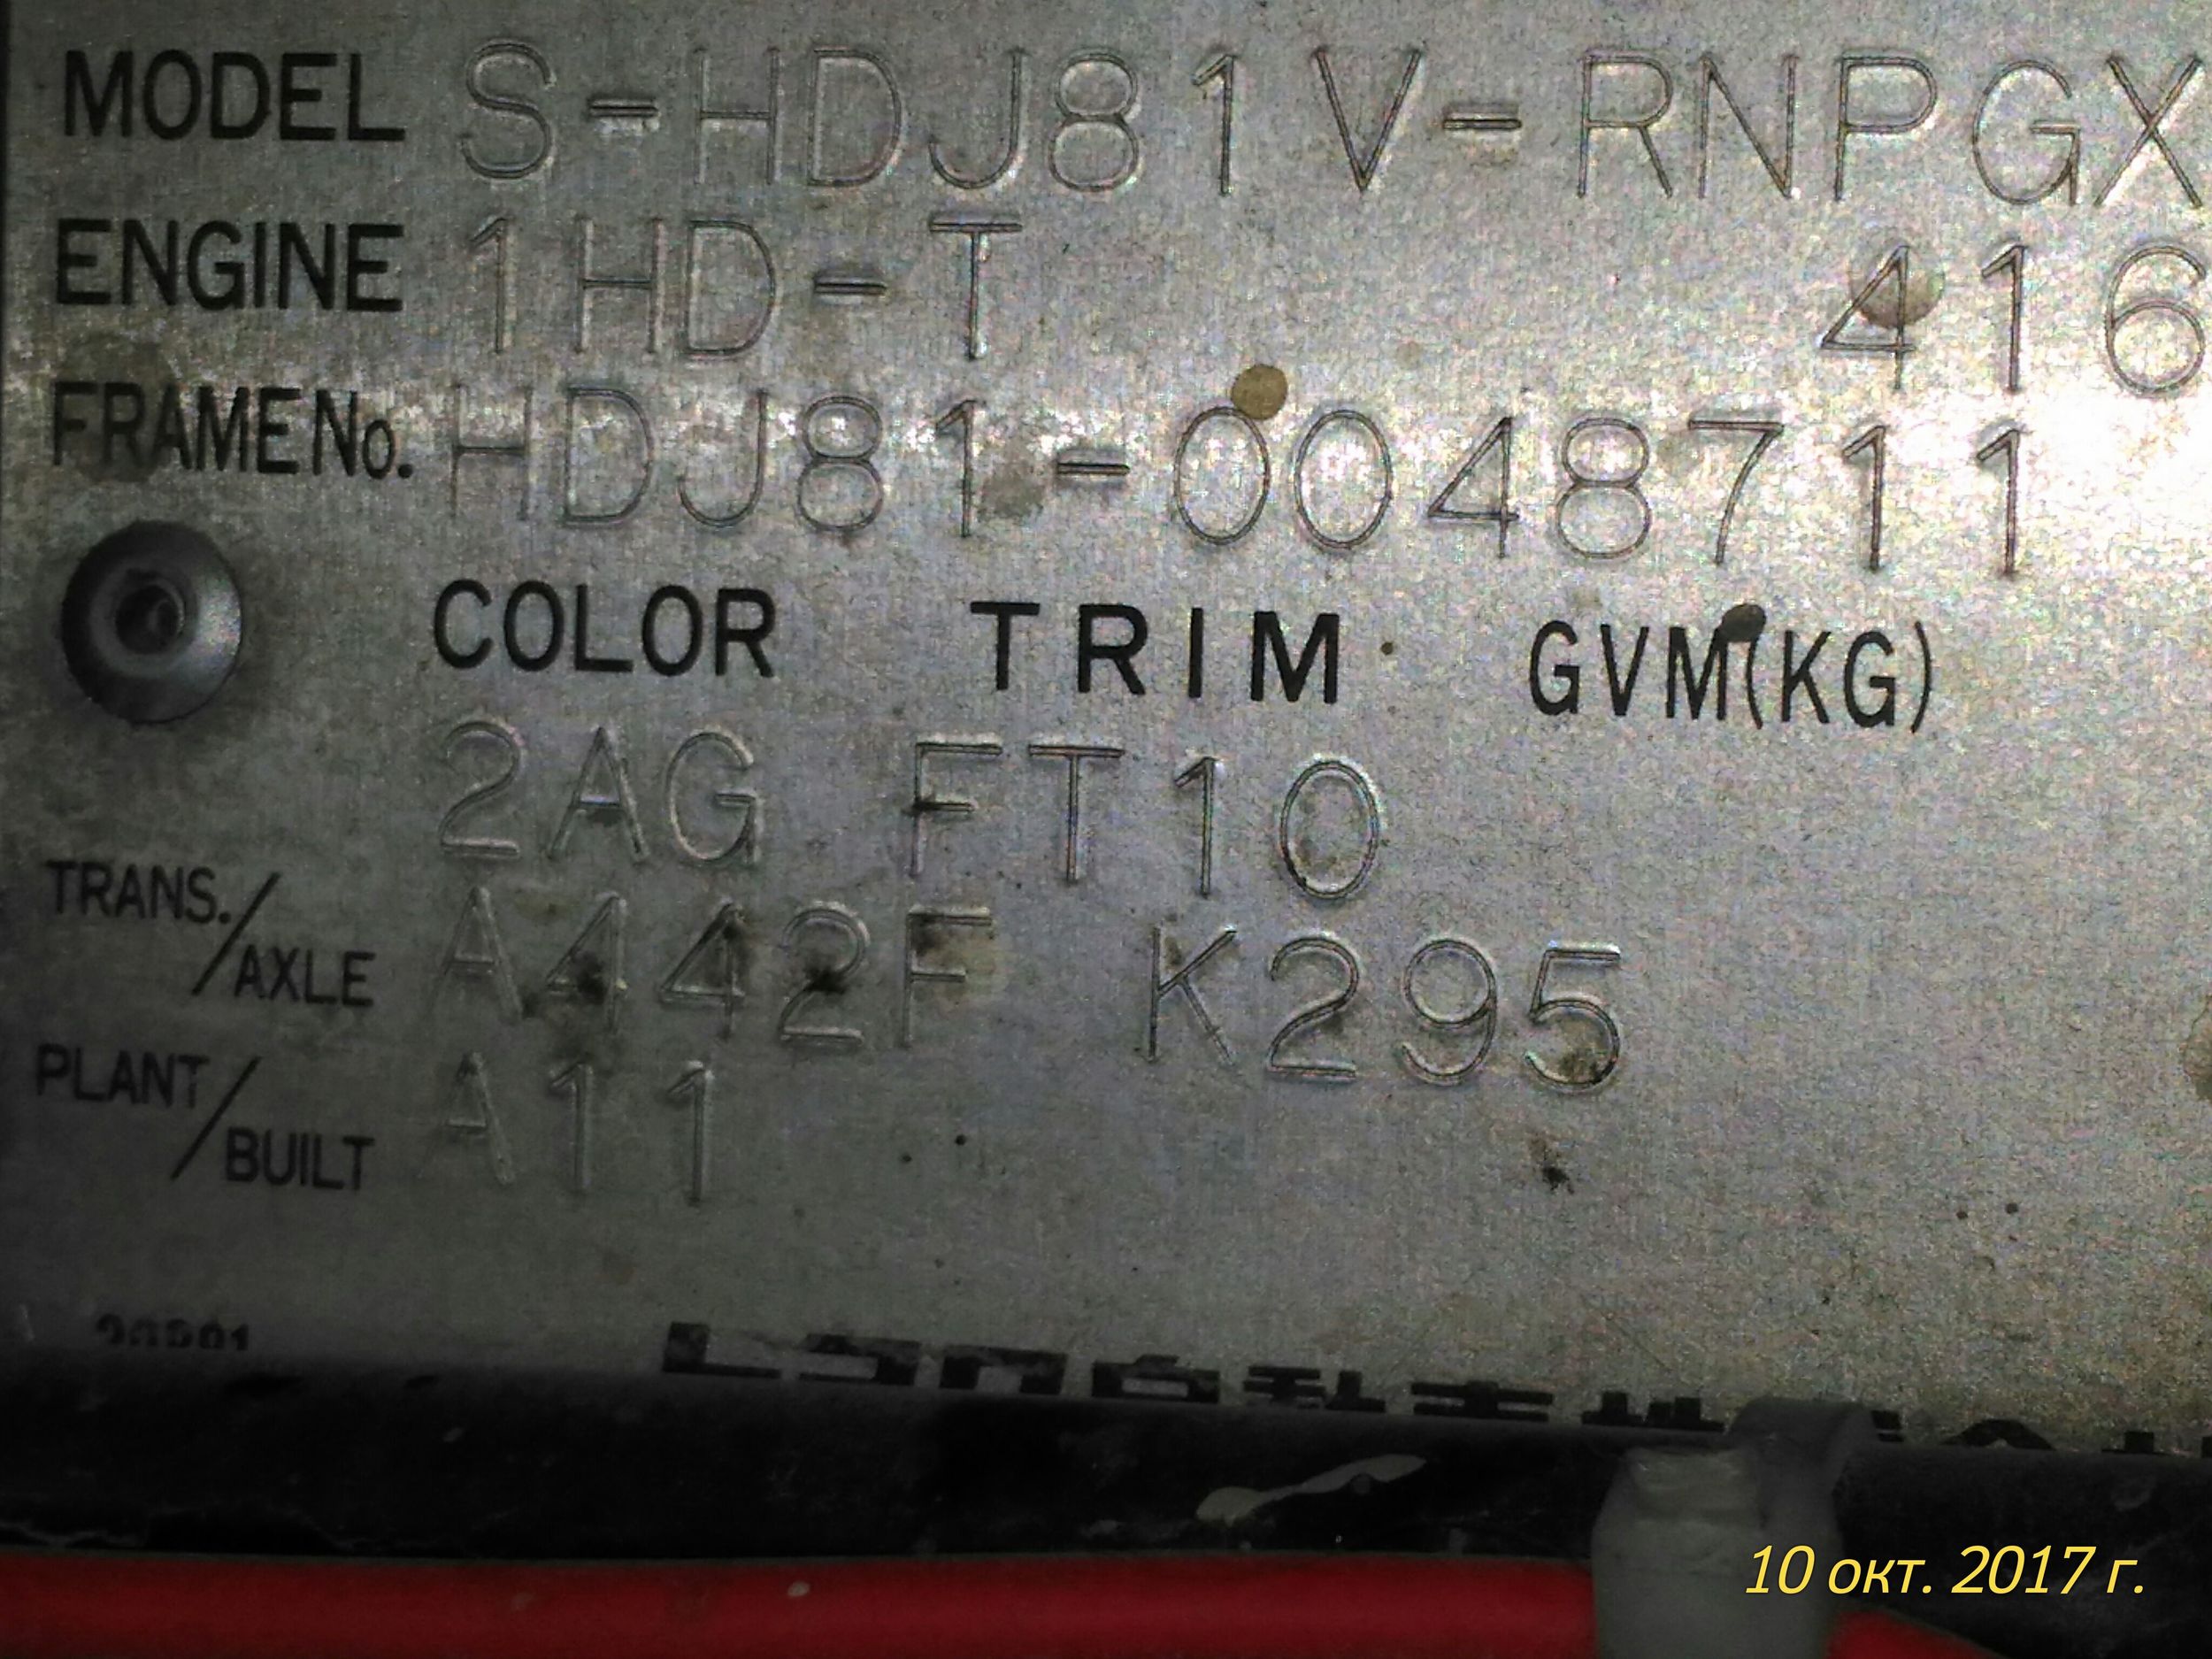 MODEL S-HDJ81V-RNPGX
ENGINE 1HD-T 416
FRAME No. HDJ81-0048711
COLOR TRIM GVM(KG)
2AG FT10
TRANS./AXLE A442F K295
PLANT/BUILT A11
10 окт. 2017 г.